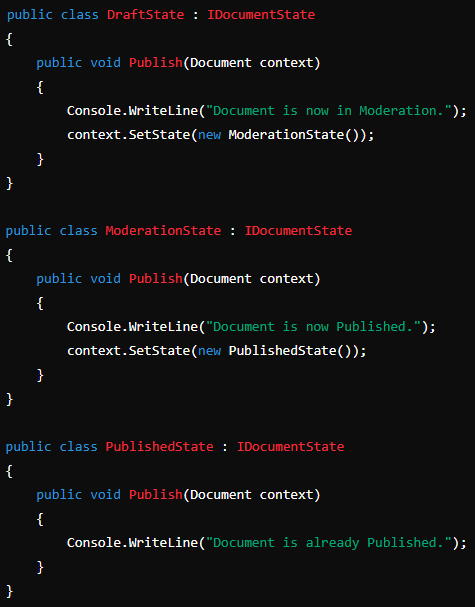 public class DraftState : IDocumentState
{
    public void Publish(Document context)
    {
        Console.WriteLine("Document is now in Moderation.");
        context.SetState(new ModerationState());
    }
}

public class ModerationState : IDocumentState
{
    public void Publish(Document context)
    {
        Console.WriteLine("Document is now Published.");
        context.SetState(new PublishedState());
    }
}

public class PublishedState : IDocumentState
{
    public void Publish(Document context)
    {
        Console.WriteLine("Document is already Published.");
    }
}